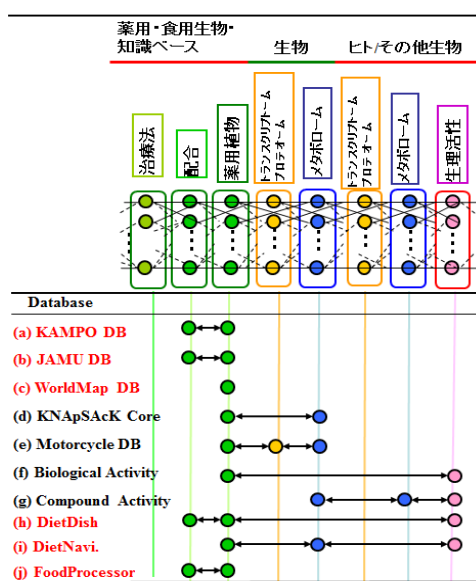 薬用・食用生物・
知識ベース
生物
ヒト/その他生物
治療法
配合
薬用植物
トランスクリプトーム
プロテオーム
メタボローム
トランスクリプトーム
プロテオーム
メタボローム
生理活性
Database
(a) KAMPO DB
(b) JAMU DB
(c) WorldMap DB
(d) KNApSAcK Core
(e) Motorcycle DB
(f) Biological Activity
(g) Compound Activity
(h) DietDish
(i) DietNavi.
(j) FoodProcessor